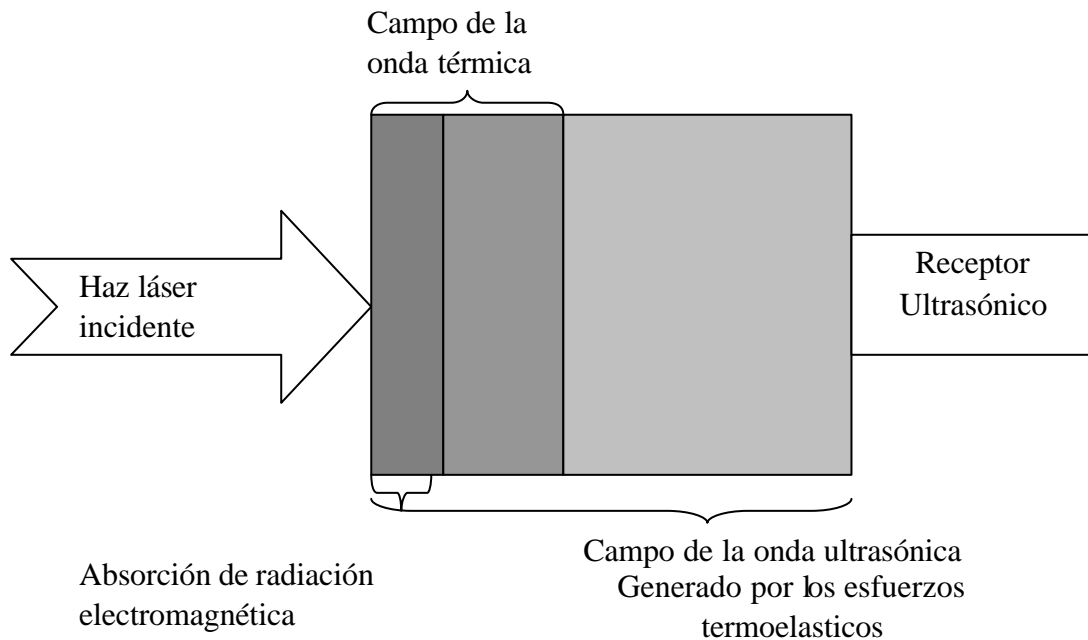 Campo de la
onda térmica
Haz láser
incidente
Receptor
Ultrasónico
Absorción de radiación
electromagnética
Campo de la onda ultrasónica
Generado por los esfuerzos
termoelasticos